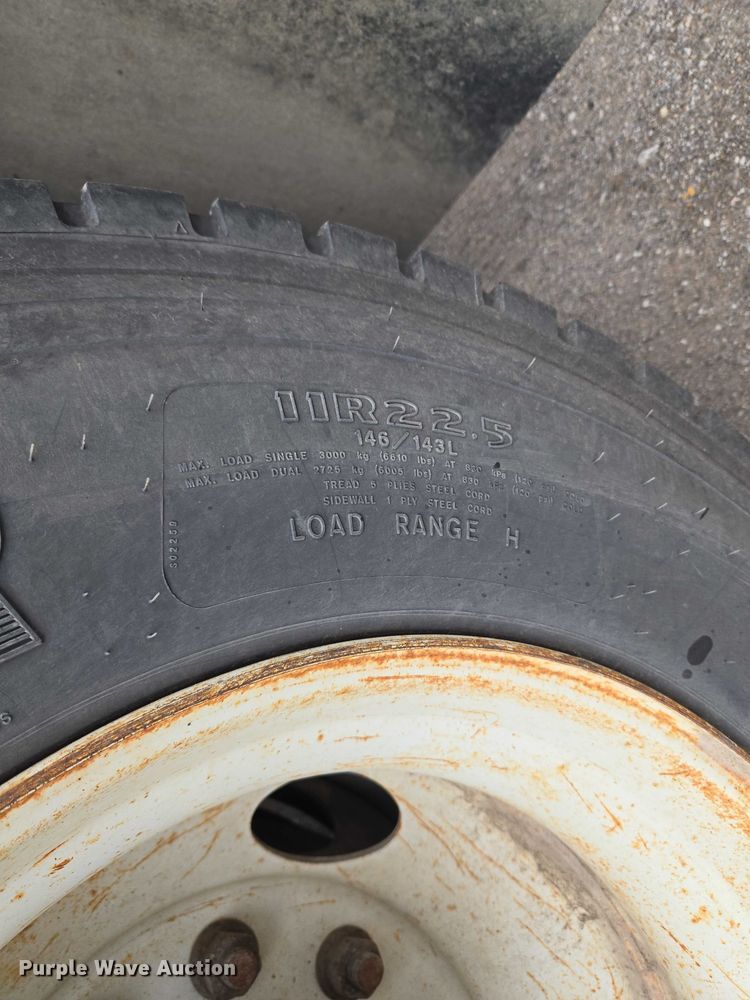 11R22.5
146/143L
MAX. LOAD SINGLE 3000 kg (6610 lbs) AT 830 kPa (120 psi) COLD
MAX. LOAD DUAL 2725 kg (6005 lbs) AT 830 kPa (120 psi) COLD
TREAD 5 PLIES STEEL CORD
SIDEWALL 1 PLY STEEL CORD
LOAD RANGE H
S02259
Purple Wave Auction